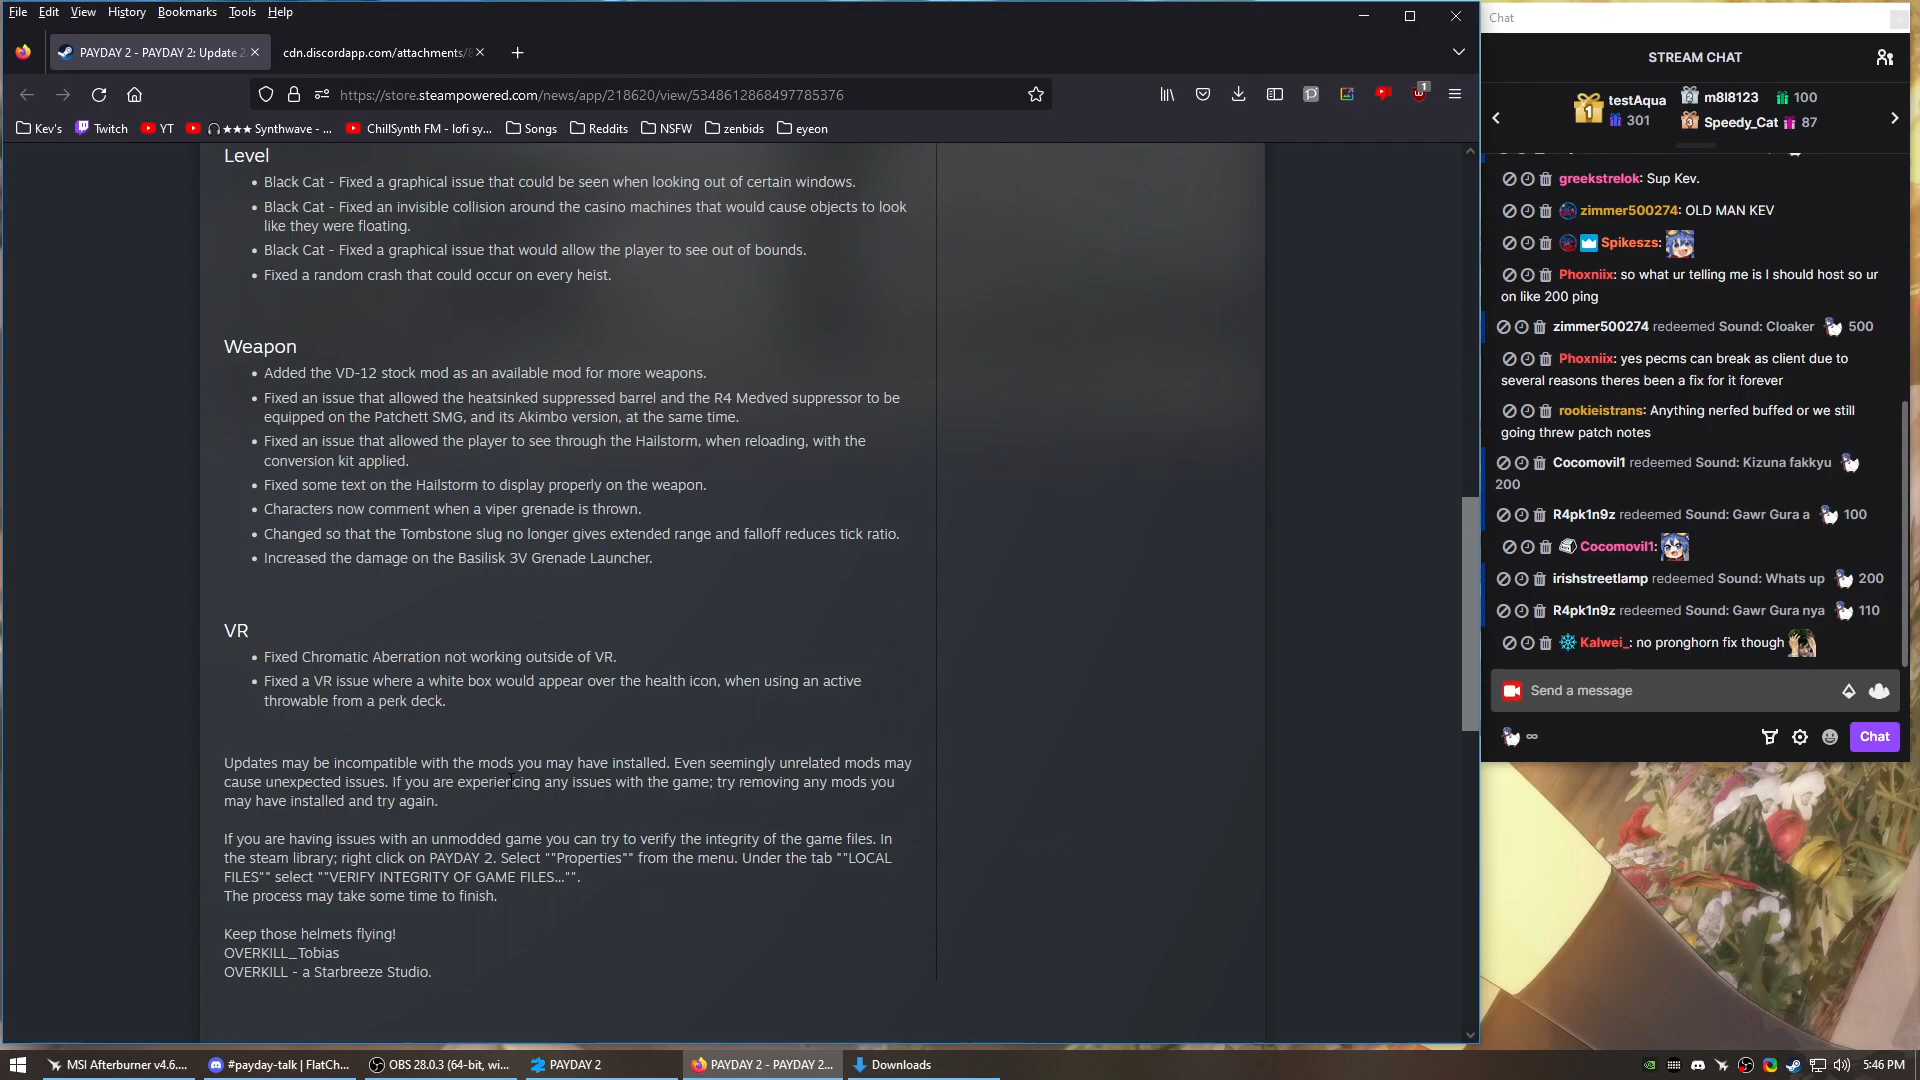 File Edit View History Bookmarks Tools Help
PAYDAY 2 - PAYDAY 2: Update 2
cdn.discordapp.com/attachments/
https://store.steampowered.com/news/app/218620/view/5348612868497785376
1
Kev's Twitch YT ★★★ Synthwave - ... ChillSynth FM - lofi sy... Songs Reddits NSFW zenbids eyeon
Level
Black Cat - Fixed a graphical issue that could be seen when looking out of certain windows.
Black Cat - Fixed an invisible collision around the casino machines that would cause objects to look
like they were floating.
Black Cat - Fixed a graphical issue that would allow the player to see out of bounds.
Fixed a random crash that could occur on every heist.
Weapon
Added the VD-12 stock mod as an available mod for more weapons.
Fixed an issue that allowed the heatsinked suppressed barrel and the R4 Medved suppressor to be
equipped on the Patchett SMG, and its Akimbo version, at the same time.
Fixed an issue that allowed the player to see through the Hailstorm, when reloading, with the
conversion kit applied.
Fixed some text on the Hailstorm to display properly on the weapon.
Characters now comment when a viper grenade is thrown.
Changed so that the Tombstone slug no longer gives extended range and falloff reduces tick ratio.
Increased the damage on the Basilisk 3V Grenade Launcher.
VR
Fixed Chromatic Aberration not working outside of VR.
Fixed a VR issue where a white box would appear over the health icon, when using an active
throwable from a perk deck.
Updates may be incompatible with the mods you may have installed. Even seemingly unrelated mods may
cause unexpected issues. If you are experiencing any issues with the game; try removing any mods you
may have installed and try again.
If you are having issues with an unmodded game you can try to verify the integrity of the game files. In
the steam library; right click on PAYDAY 2. Select ""Properties"" from the menu. Under the tab ""LOCAL
FILES"" select ""VERIFY INTEGRITY OF GAME FILES..."".
The process may take some time to finish.
Keep those helmets flying!
OVERKILL_Tobias
OVERKILL - a Starbreeze Studio.
Chat
STREAM CHAT
1 testAqua 301
2 m8l8123 100
3 Speedy_Cat 87
greekstrelok: Sup Kev.
zimmer500274: OLD MAN KEV
Spikeszs:
Phoxniix: so what ur telling me is I should host so ur
on like 200 ping
zimmer500274 redeemed Sound: Cloaker 500
Phoxniix: yes pecms can break as client due to
several reasons theres been a fix for it forever
rookieistrans: Anything nerfed buffed or we still
going threw patch notes
Cocomovil1 redeemed Sound: Kizuna fakkyu
200
R4pk1n9z redeemed Sound: Gawr Gura a 100
Cocomovil1:
irishstreetlamp redeemed Sound: Whats up 200
R4pk1n9z redeemed Sound: Gawr Gura nya 110
Kalwei_: no pronghorn fix though
Send a message
∞ Chat
MSI Afterburner v4.6.... #payday-talk | FlatCh... OBS 28.0.3 (64-bit, wi... PAYDAY 2 PAYDAY 2 - PAYDAY 2... Downloads 5:46 PM